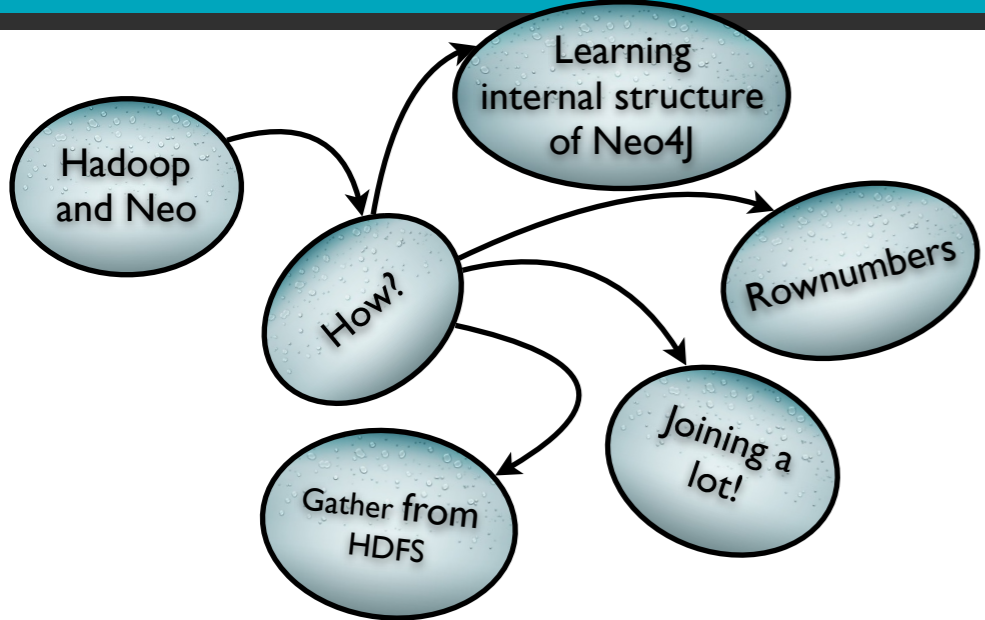 Learning
internal structure
of Neo4J
Hadoop
and Neo
How?
Rownumbers
Joining a
lot!
Gather from
HDFS